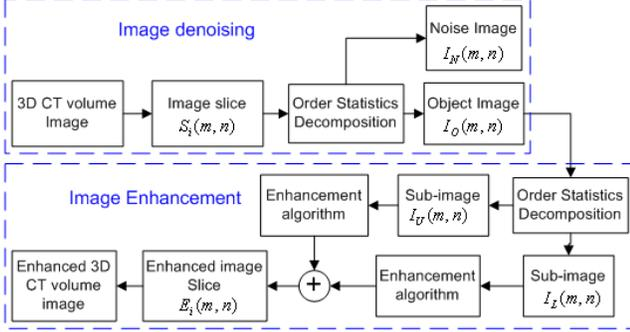 Image denoising
Noise Image
I_N(m, n)
3D CT volume
Image
Image slice
S_i(m, n)
Order Statistics
Decomposition
Object Image
I_O(m, n)
Image Enhancement
Enhancement
algorithm
Sub-image
I_U(m, n)
Order Statistics
Decomposition
Enhanced 3D
CT volume
image
Enhanced image
Slice
E_i(m, n)
+
Enhancement
algorithm
Sub-image
I_L(m, n)